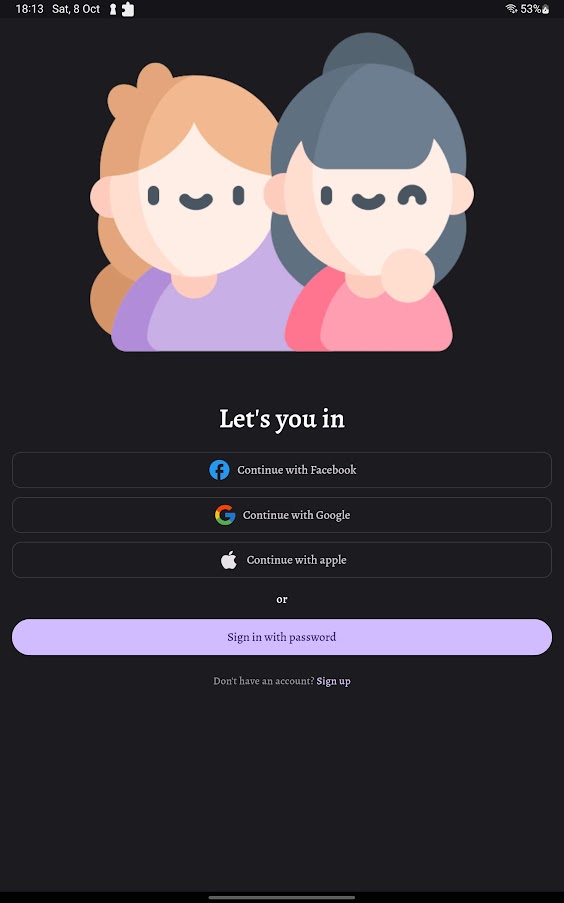 18:13 Sat, 8 Oct 53%
Let's you in
Continue with Facebook
Continue with Google
Continue with apple
or
Sign in with password
Don't have an account? Sign up